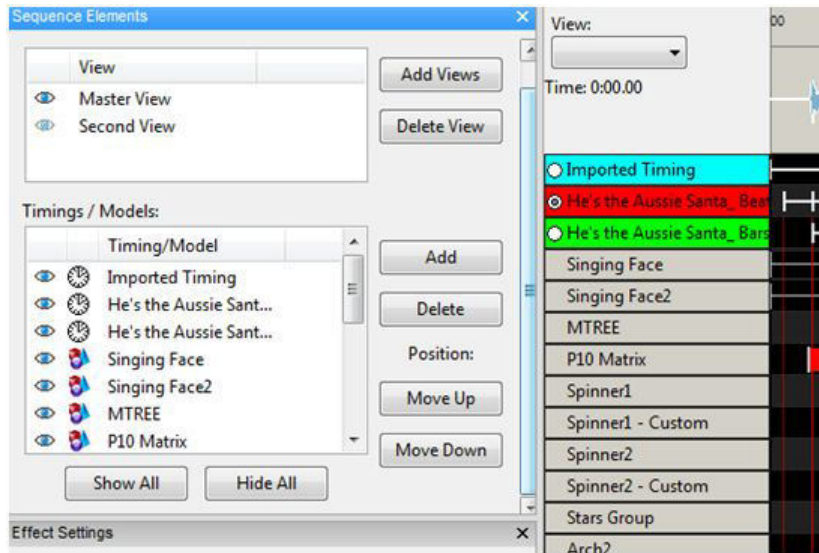 Sequence Elements
View
Add Views
Master View
Second View
Delete View
Timings / Models:
Timing/Model
Imported Timing
He's the Aussie Sant...
He's the Aussie Sant...
Singing Face
Singing Face2
MTREE
P10 Matrix
Add
Delete
Position:
Move Up
Move Down
Show All
Hide All
Effect Settings
View:
Time: 0:00.00
00
Imported Timing
He's the Aussie Santa_ Beat
He's the Aussie Santa_ Bars
Singing Face
Singing Face2
MTREE
P10 Matrix
Spinner1
Spinner1 - Custom
Spinner2
Spinner2 - Custom
Stars Group
Arch2